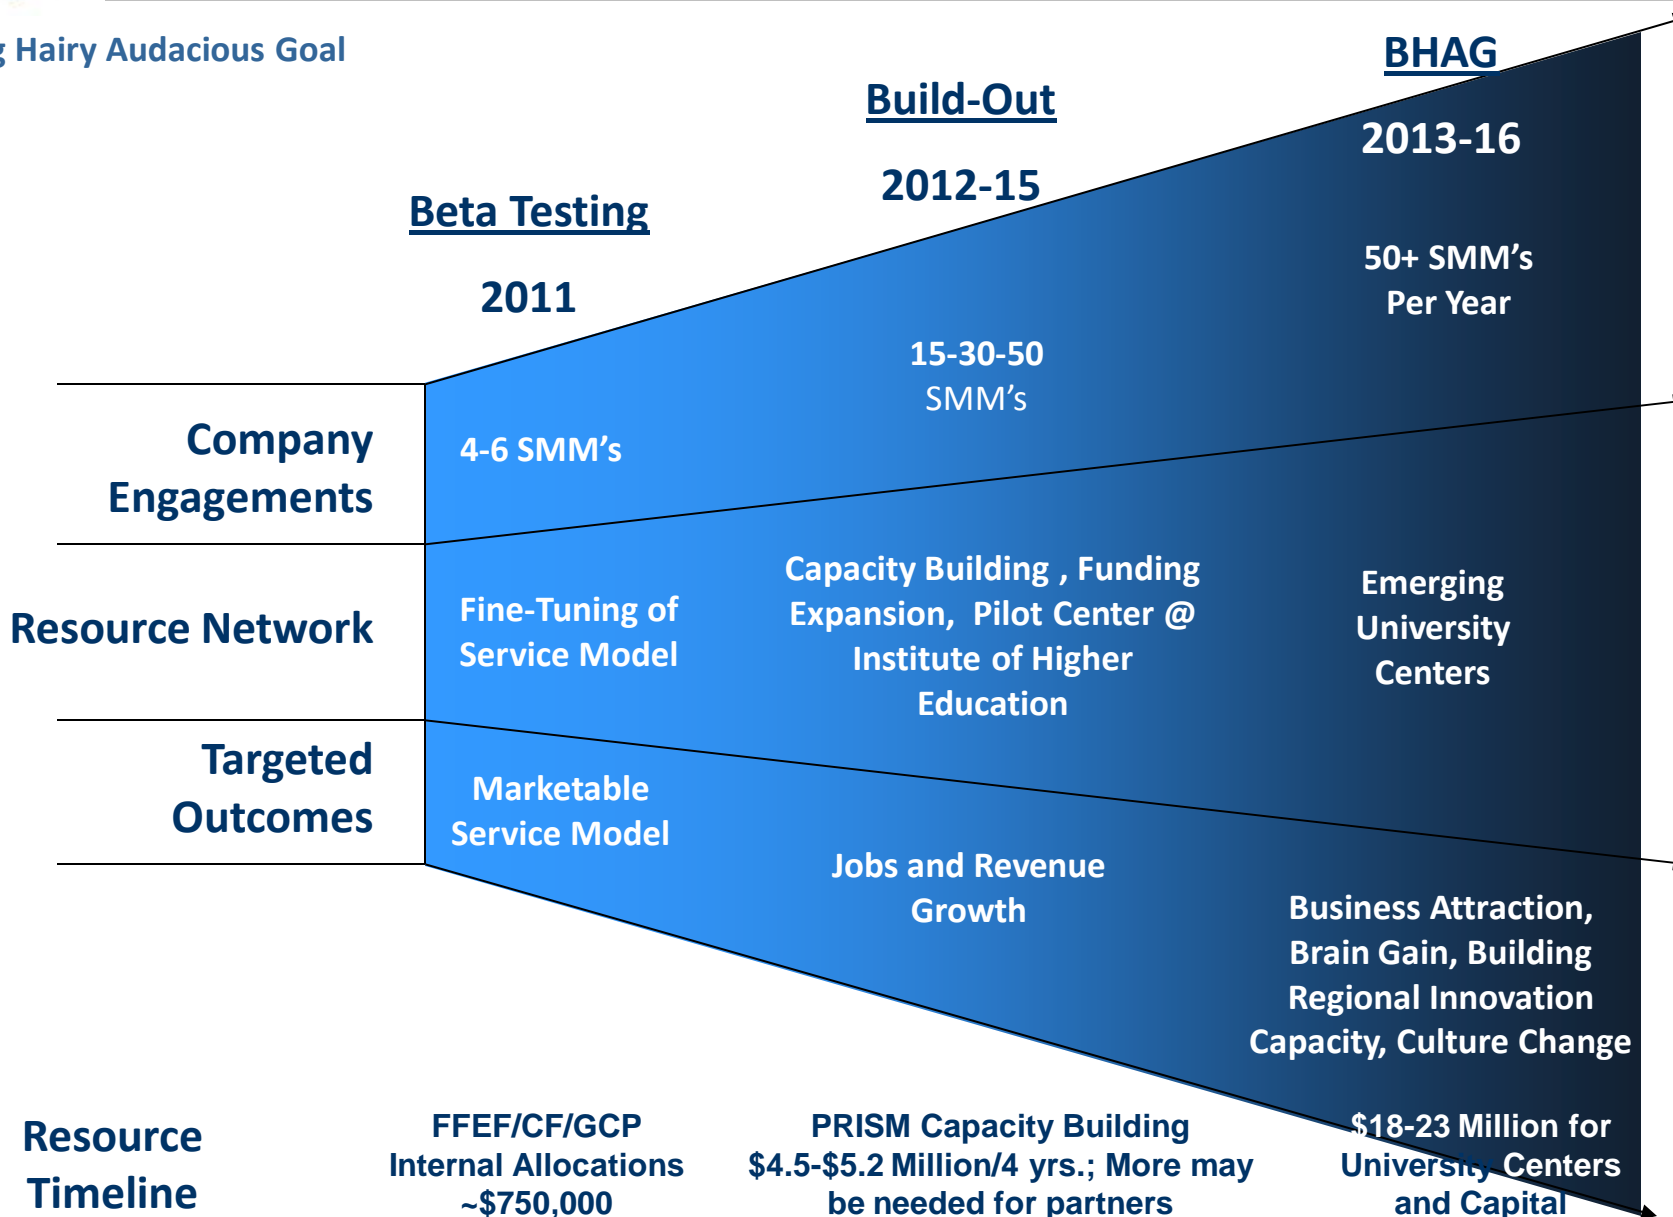 Hairy Audacious Goal
BHAG
2013-16
Build-Out
2012-15
Beta Testing
2011
Company
Engagements
4-6 SMM’s
15-30-50
SMM’s
50+ SMM’s
Per Year
Resource Network
Fine-Tuning of
Service Model
Capacity Building , Funding
Expansion, Pilot Center @
Institute of Higher
Education
Emerging
University
Centers
Targeted
Outcomes
Marketable
Service Model
Jobs and Revenue
Growth
Business Attraction,
Brain Gain, Building
Regional Innovation
Capacity, Culture Change
Resource
Timeline
FFEF/CF/GCP
Internal Allocations
~$750,000
PRISM Capacity Building
$4.5-$5.2 Million/4 yrs.; More may
be needed for partners
$18-23 Million for
University Centers
and Capital